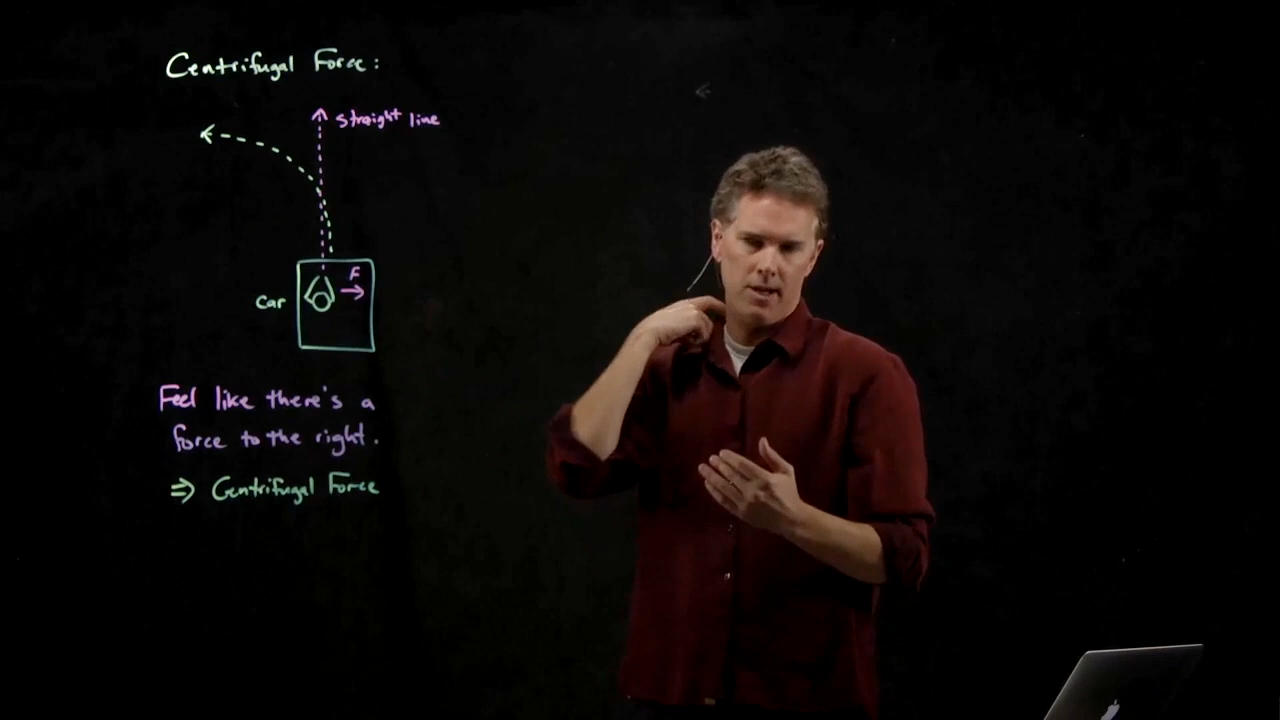 Centrifugal Force:
straight line
F
car
Feel like there's a
force to the right.
⇒ Centrifugal Force